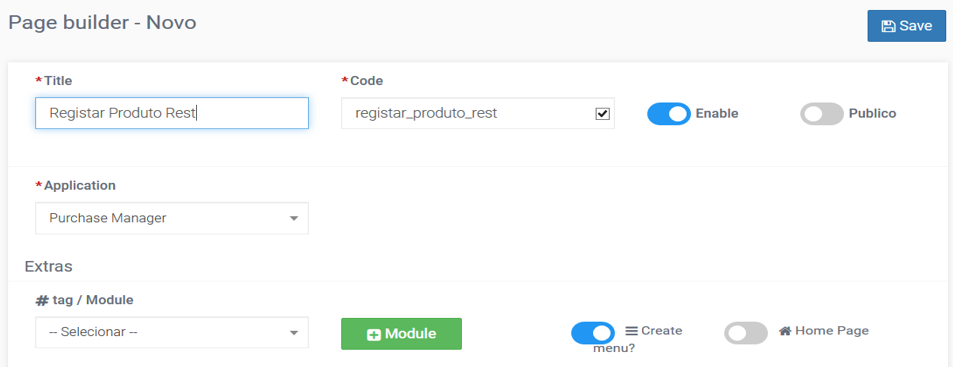 Page builder - Novo
Save
* Title
* Code
Registar Produto Rest
registar_produto_rest
Enable
Publico
* Application
Purchase Manager
Extras
# tag / Module
-- Selecionar --
Module
Create
menu?
Home Page